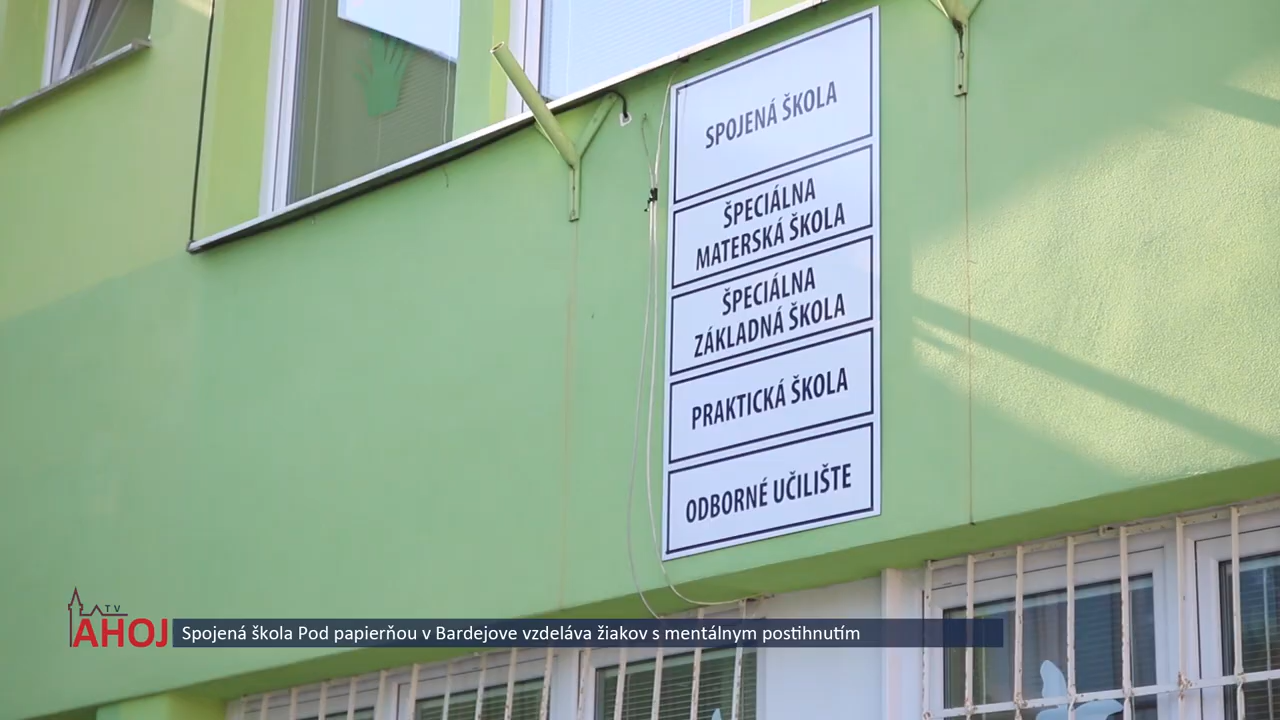 SPOJENÁ ŠKOLA
ŠPECIÁLNA
MATERSKÁ ŠKOLA
ŠPECIÁLNA
ZÁKLADNÁ ŠKOLA
PRAKTICKÁ ŠKOLA
ODBORNÉ UČILIŠTE
TV
AHOJ
Spojená škola Pod papierňou v Bardejove vzdeláva žiakov s mentálnym postihnutím